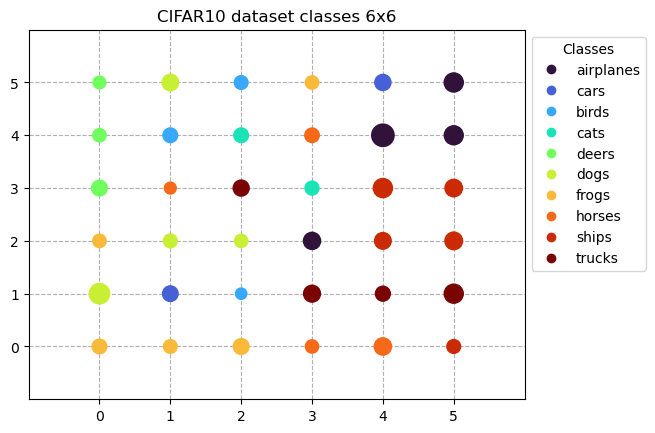 CIFAR10 dataset classes 6x6
Classes
airplanes
cars
birds
cats
deers
dogs
frogs
horses
ships
trucks
5
4
3
2
1
0
0 1 2 3 4 5